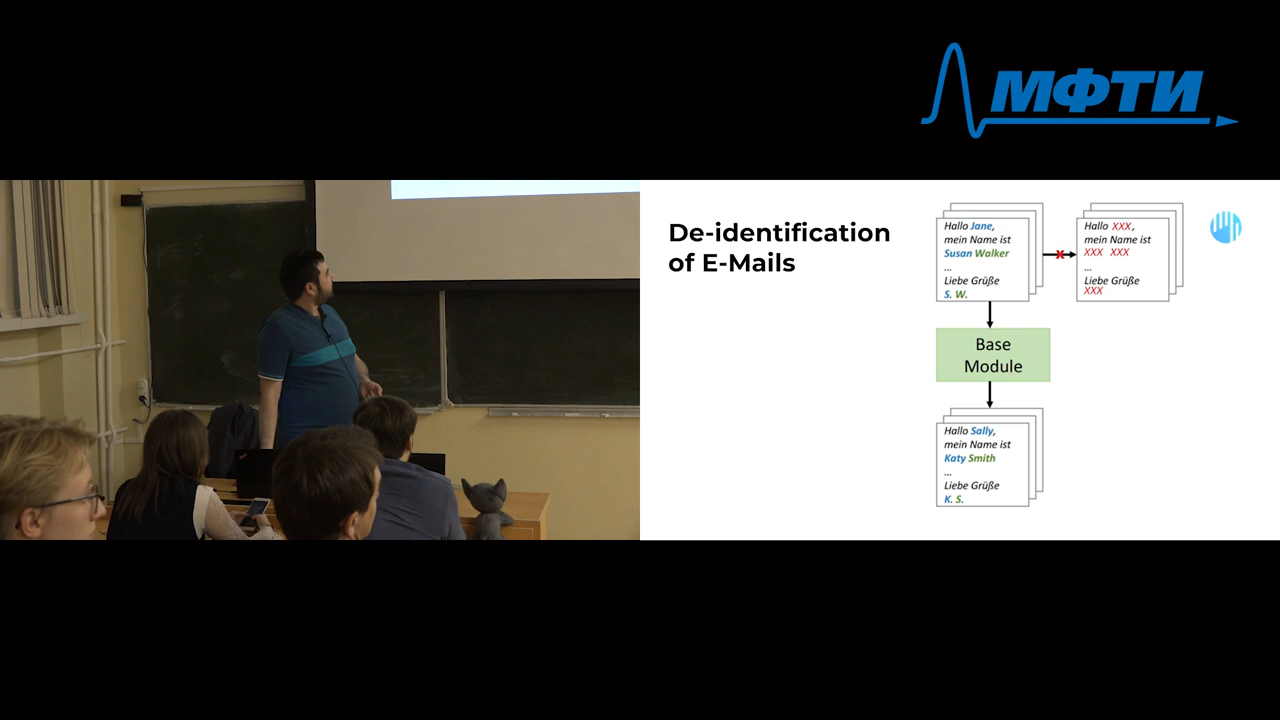 МФТИ
De-identification
of E-Mails
Hallo Jane,
mein Name ist
Susan Walker
...
Liebe Grüße
S. W.
x
Hallo XXX,
mein Name ist
XXX XXX
...
Liebe Grüße
XXX
Base
Module
Hallo Sally,
mein Name ist
Katy Smith
...
Liebe Grüße
K. S.